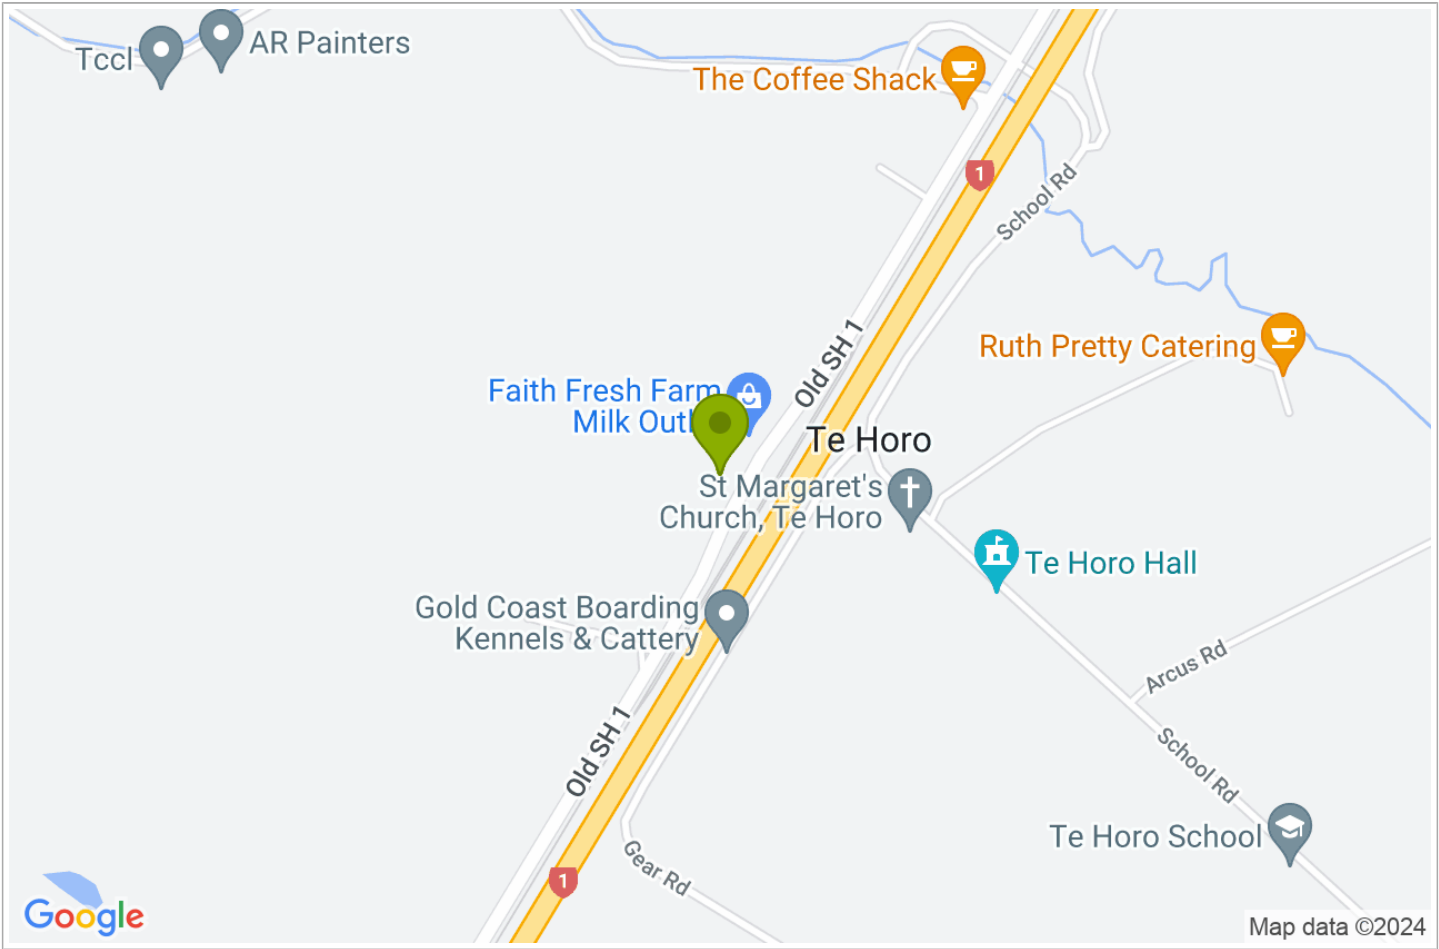 Tccl
AR Painters
The Coffee Shack
1
School Rd
Old SH 1
Ruth Pretty Catering
Faith Fresh Farm
Milk Outl
Te Horo
St Margaret's
Church, Te Horo
Te Horo Hall
Gold Coast Boarding
Kennels & Cattery
Arcus Rd
Old SH 1
School Rd
Te Horo School
Gear Rd
1
Google
Map data ©2024